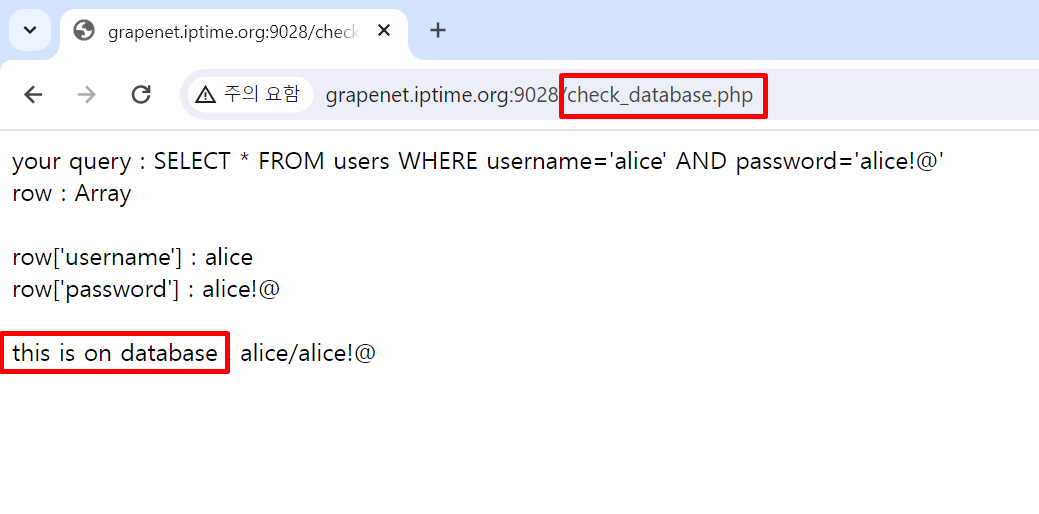 grapenet.iptime.org:9028/check
주의 요함 grapenet.iptime.org:9028/check_database.php
your query : SELECT * FROM users WHERE username='alice' AND password='alice!@'
row : Array
row['username'] : alice
row['password'] : alice!@
this is on database : alice/alice!@